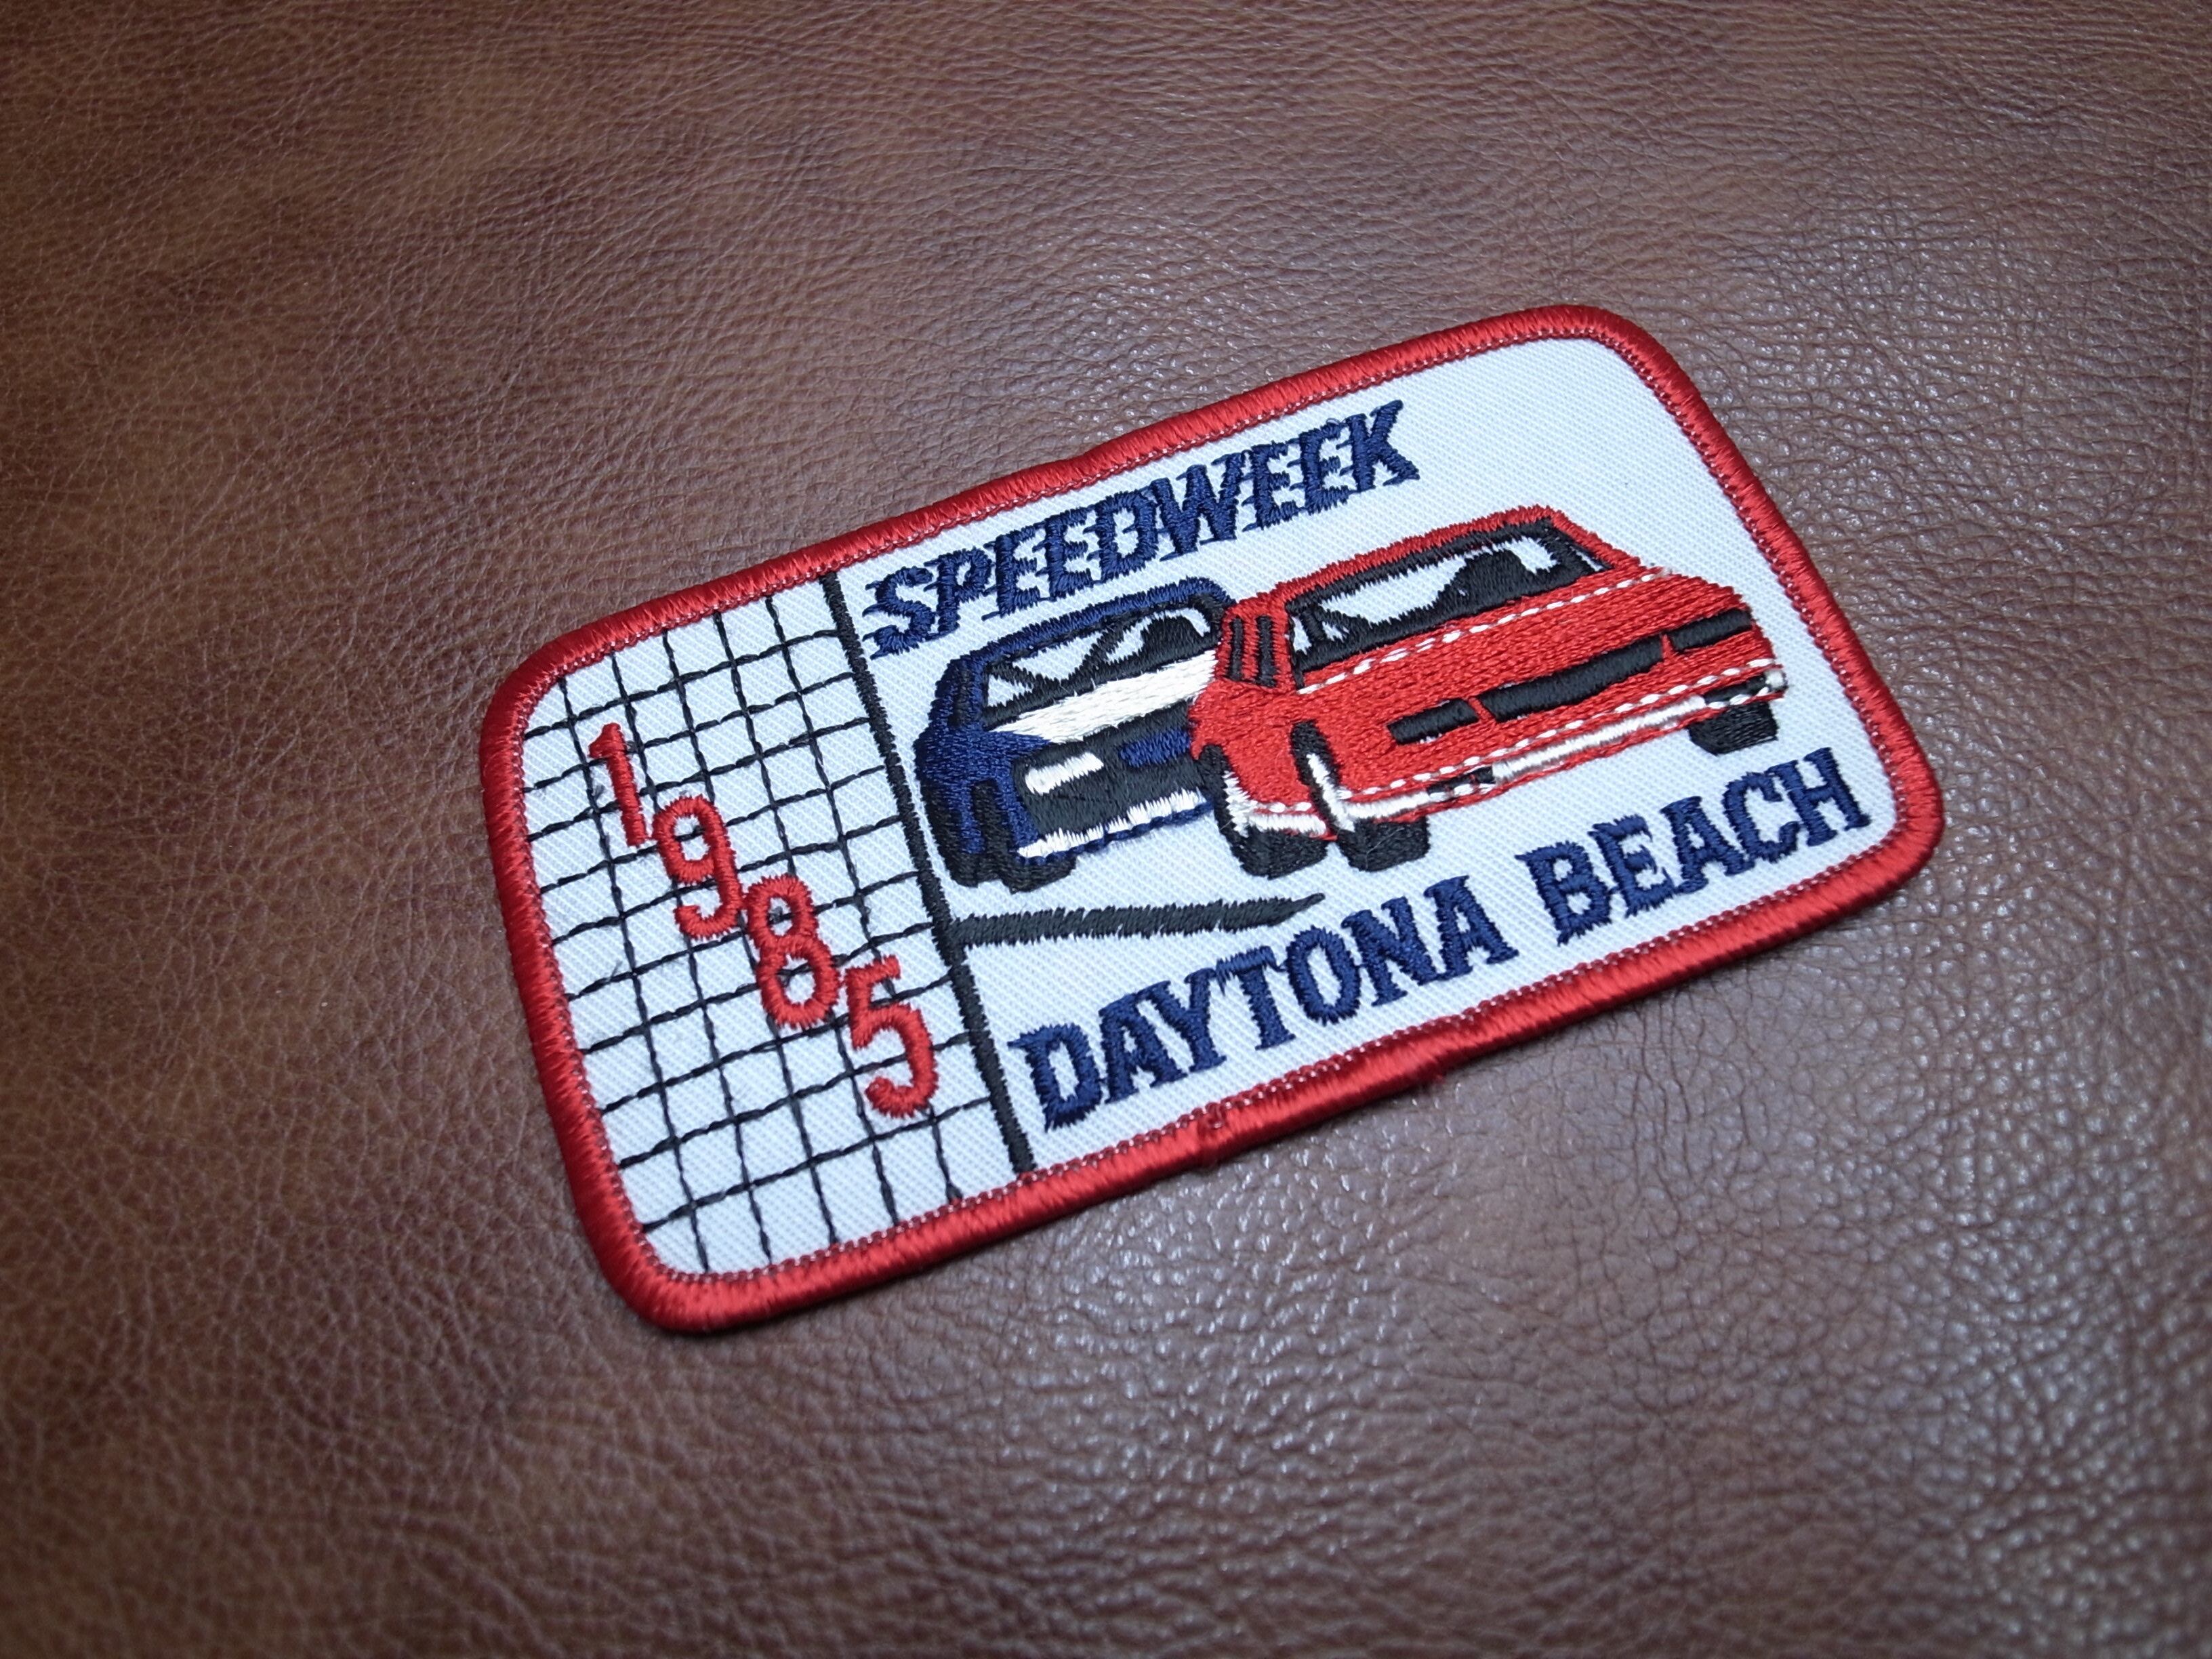 SPEEDWEEK
1985
DAYTONA BEACH